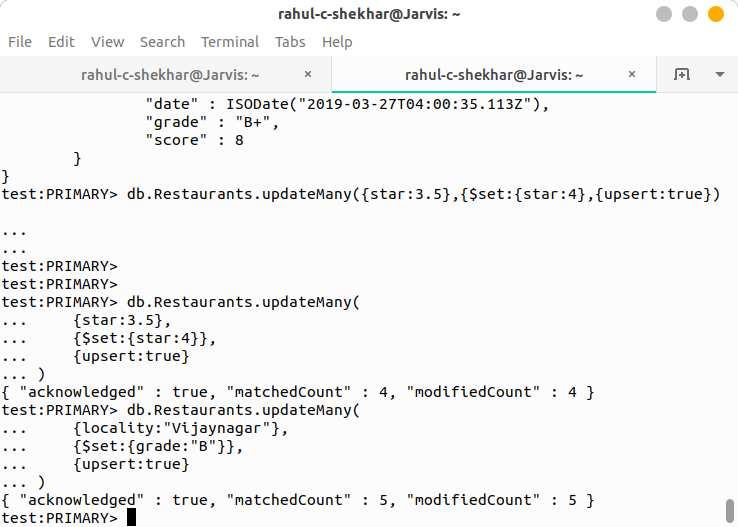 rahul-c-shekhar@Jarvis: ~
File Edit View Search Terminal Tabs Help
rahul-c-shekhar@Jarvis: ~ × rahul-c-shekhar@Jarvis: ~ ×
                "date" : ISODate("2019-03-27T04:00:35.113Z"),
                "grade" : "B+",
                "score" : 8
        }
}
test:PRIMARY> db.Restaurants.updateMany({star:3.5},{$set:{star:4},{upsert:true})
...
...
test:PRIMARY>
test:PRIMARY>
test:PRIMARY> db.Restaurants.updateMany(
...     {star:3.5},
...     {$set:{star:4}},
...     {upsert:true}
... )
{ "acknowledged" : true, "matchedCount" : 4, "modifiedCount" : 4 }
test:PRIMARY> db.Restaurants.updateMany(
...     {locality:"Vijaynagar"},
...     {$set:{grade:"B"}},
...     {upsert:true}
... )
{ "acknowledged" : true, "matchedCount" : 5, "modifiedCount" : 5 }
test:PRIMARY>